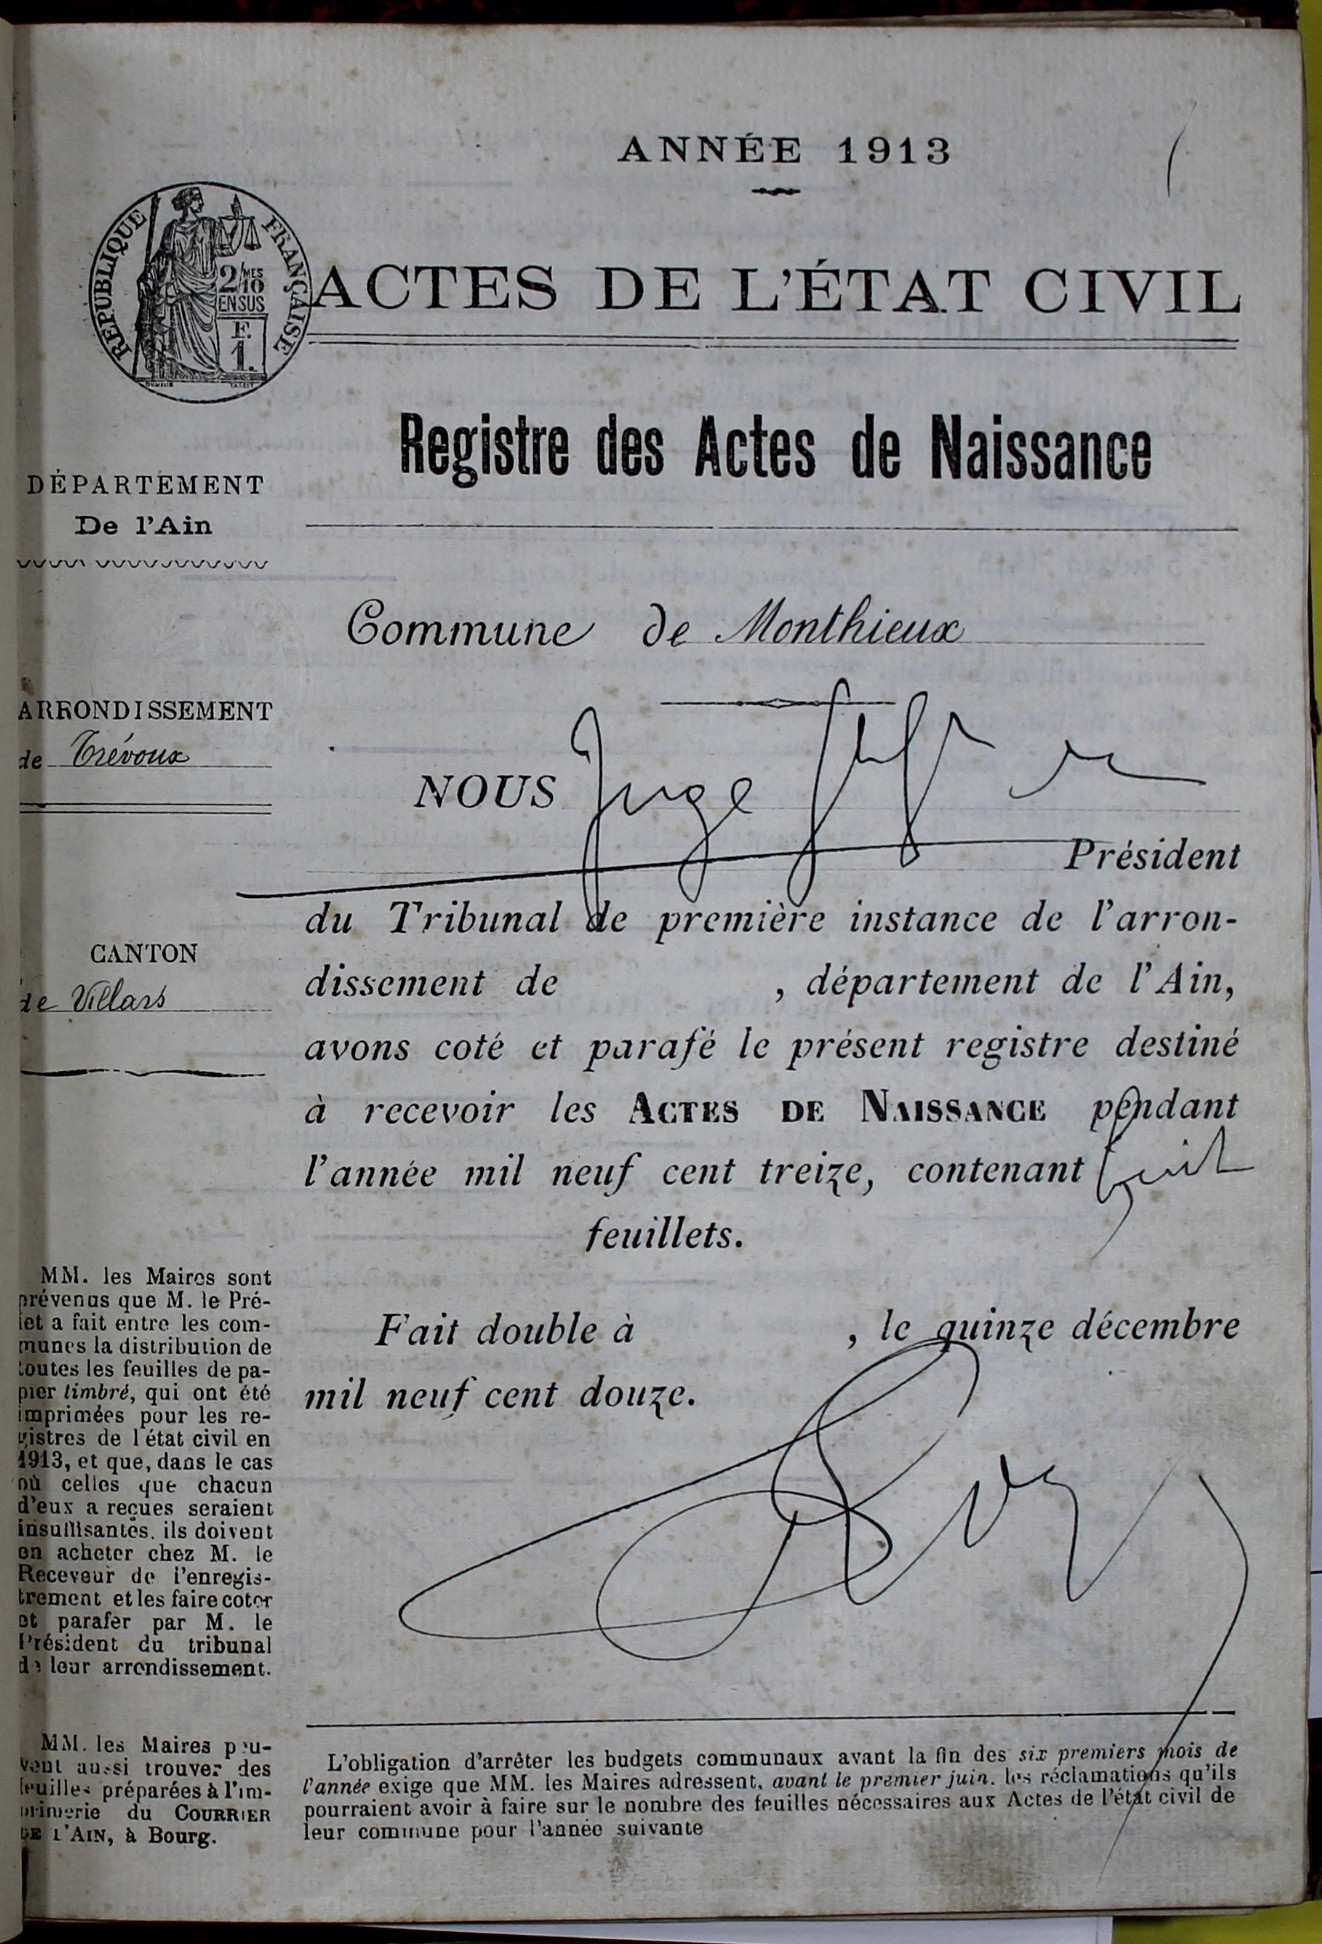 ANNÉE 1913
RÉPUBLIQUE FRANÇAISE
2/10 MES
EN SUS
F.
1.
ACTES DE L'ÉTAT CIVIL
Registre des Actes de Naissance
DÉPARTEMENT
De l'Ain
Commune de Monthieux
ARRONDISSEMENT
de Trévoux
NOUS Juge
Président
du Tribunal de première instance de l'arron-
dissement de , département de l'Ain,
avons coté et parafé le présent registre destiné
à recevoir les ACTES DE NAISSANCE pendant
l'année mil neuf cent treize, contenant huit
feuillets.
Fait double à , le quinze décembre
mil neuf cent douze.
CANTON
de Villars
MM. les Maires sont
prévenus que M. le Pré-
fet a fait entre les com-
munes la distribution de
toutes les feuilles de pa-
pier timbré, qui ont été
imprimées pour les re-
gistres de l'état civil en
1913, et que, dans le cas
où celles que chacun
d'eux a reçues seraient
insuffisantes, ils doivent
en acheter chez M. le
Receveur de l'enregis-
trement et les faire coter
et parafer par M. le
Président du tribunal
de leur arrondissement.
MM. les Maires peu-
vent aussi trouver des
feuilles préparées à l'im-
primerie du COURRIER
DE L'AIN, à Bourg.
L'obligation d'arrêter les budgets communaux avant la fin des six premiers mois de
l'année exige que MM. les Maires adressent, avant le premier juin, les réclamations qu'ils
pourraient avoir à faire sur le nombre des feuilles nécessaires aux Actes de l'état civil de
leur commune pour l'année suivante